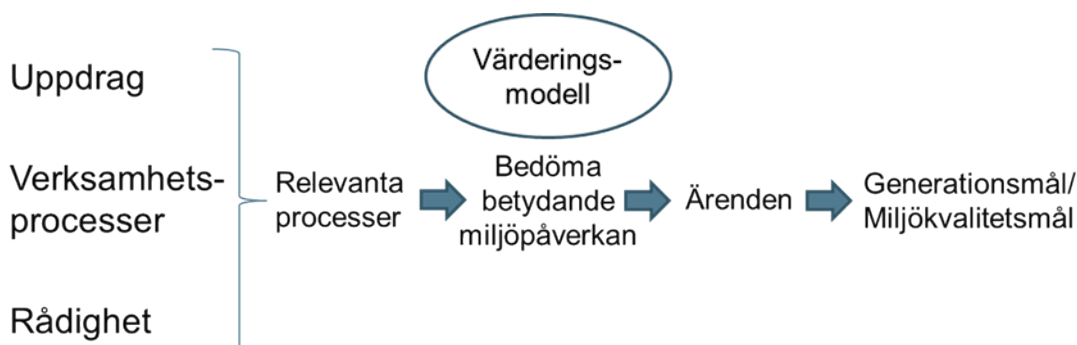 Uppdrag
Verksamhets-
processer
Rådighet
Relevanta
processer
Värderings-
modell
Bedöma
betydande
miljöpåverkan
Ärenden
Generationsmål/
Miljökvalitetsmål